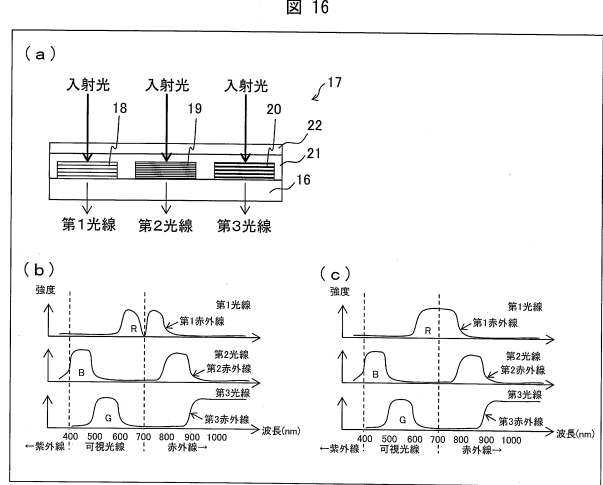 図 16
(a)
入射光 入射光 入射光
17
18 19 20
22
21
16
第1光線 第2光線 第3光線
(b)
強度
第1光線
R
第1赤外線
第2光線
第2赤外線
B
第3光線
G
第3赤外線
波長(nm)
400 500 600 700 800 900 1000
←紫外線 可視光線 赤外線→
(c)
強度
第1光線
R
第1赤外線
第2光線
第2赤外線
B
第3光線
G
第3赤外線
波長(nm)
400 500 600 700 800 900 1000
←紫外線 可視光線 赤外線→